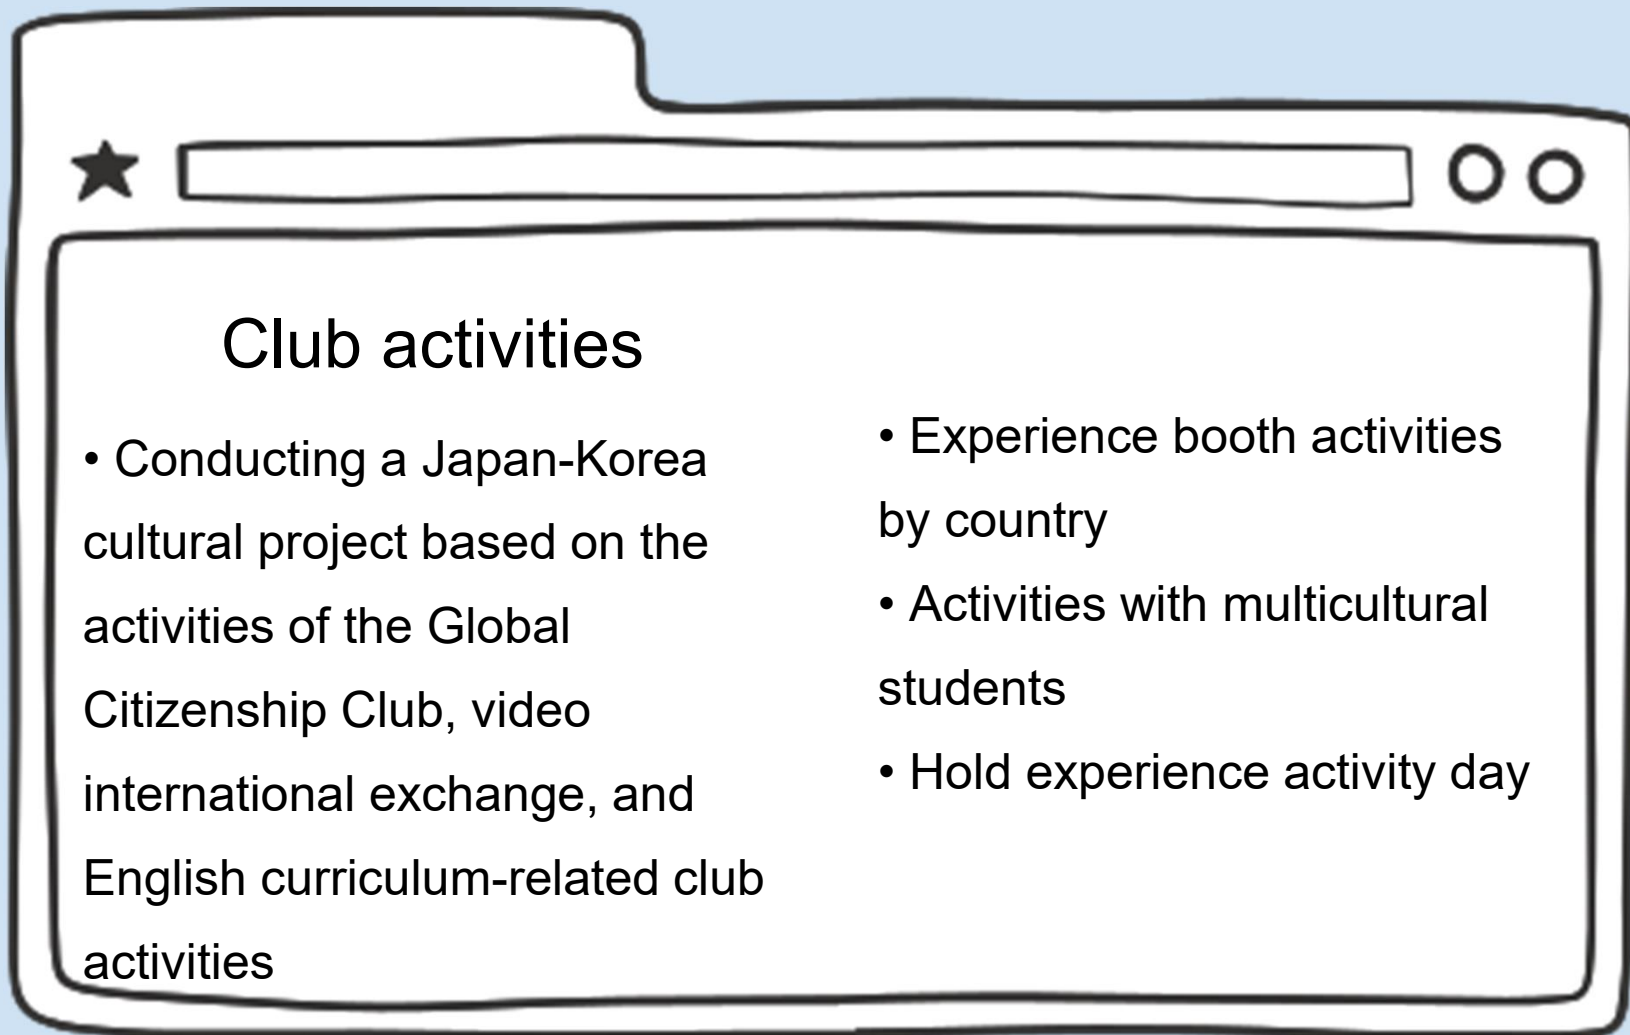 Club activities
• Conducting a Japan-Korea
cultural project based on the
activities of the Global
Citizenship Club, video
international exchange, and
English curriculum-related club
activities
• Experience booth activities
by country
• Activities with multicultural
students
• Hold experience activity day